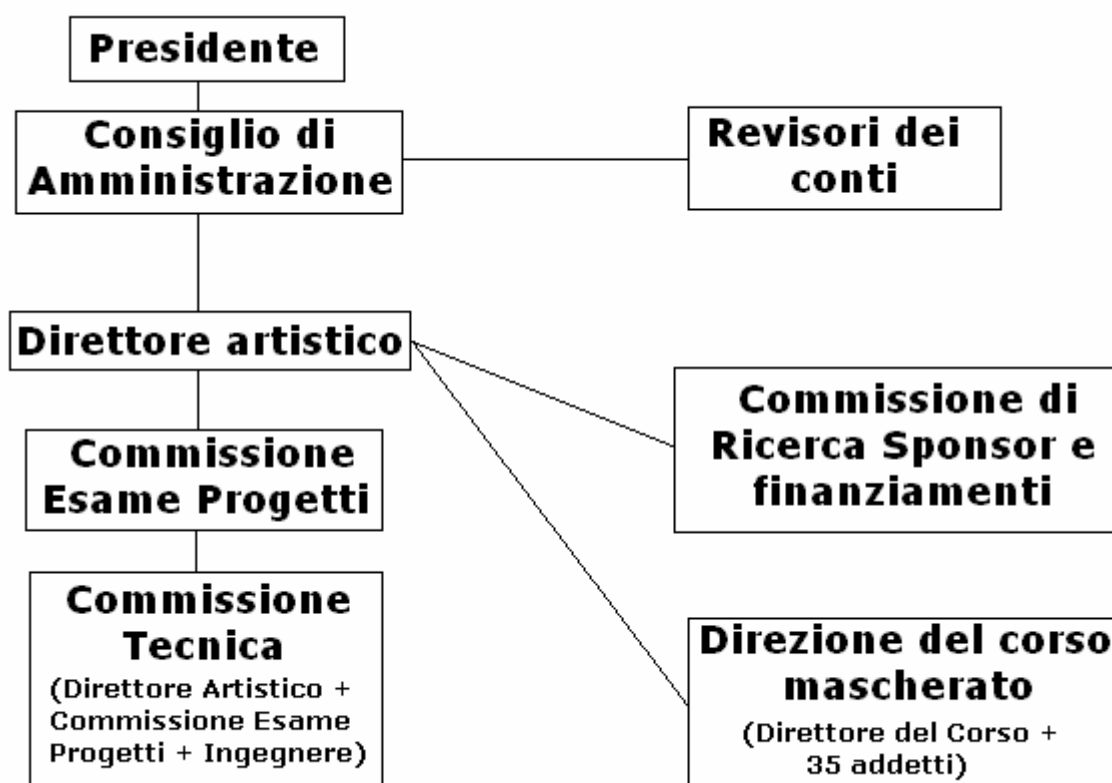 Presidente
Consiglio di
Amministrazione
Revisori dei
conti
Direttore artistico
Commissione di
Ricerca Sponsor e
finanziamenti
Commissione
Esame Progetti
Commissione
Tecnica
(Direttore Artistico +
Commissione Esame
Progetti + Ingegnere)
Direzione del corso
mascherato
(Direttore del Corso +
35 addetti)